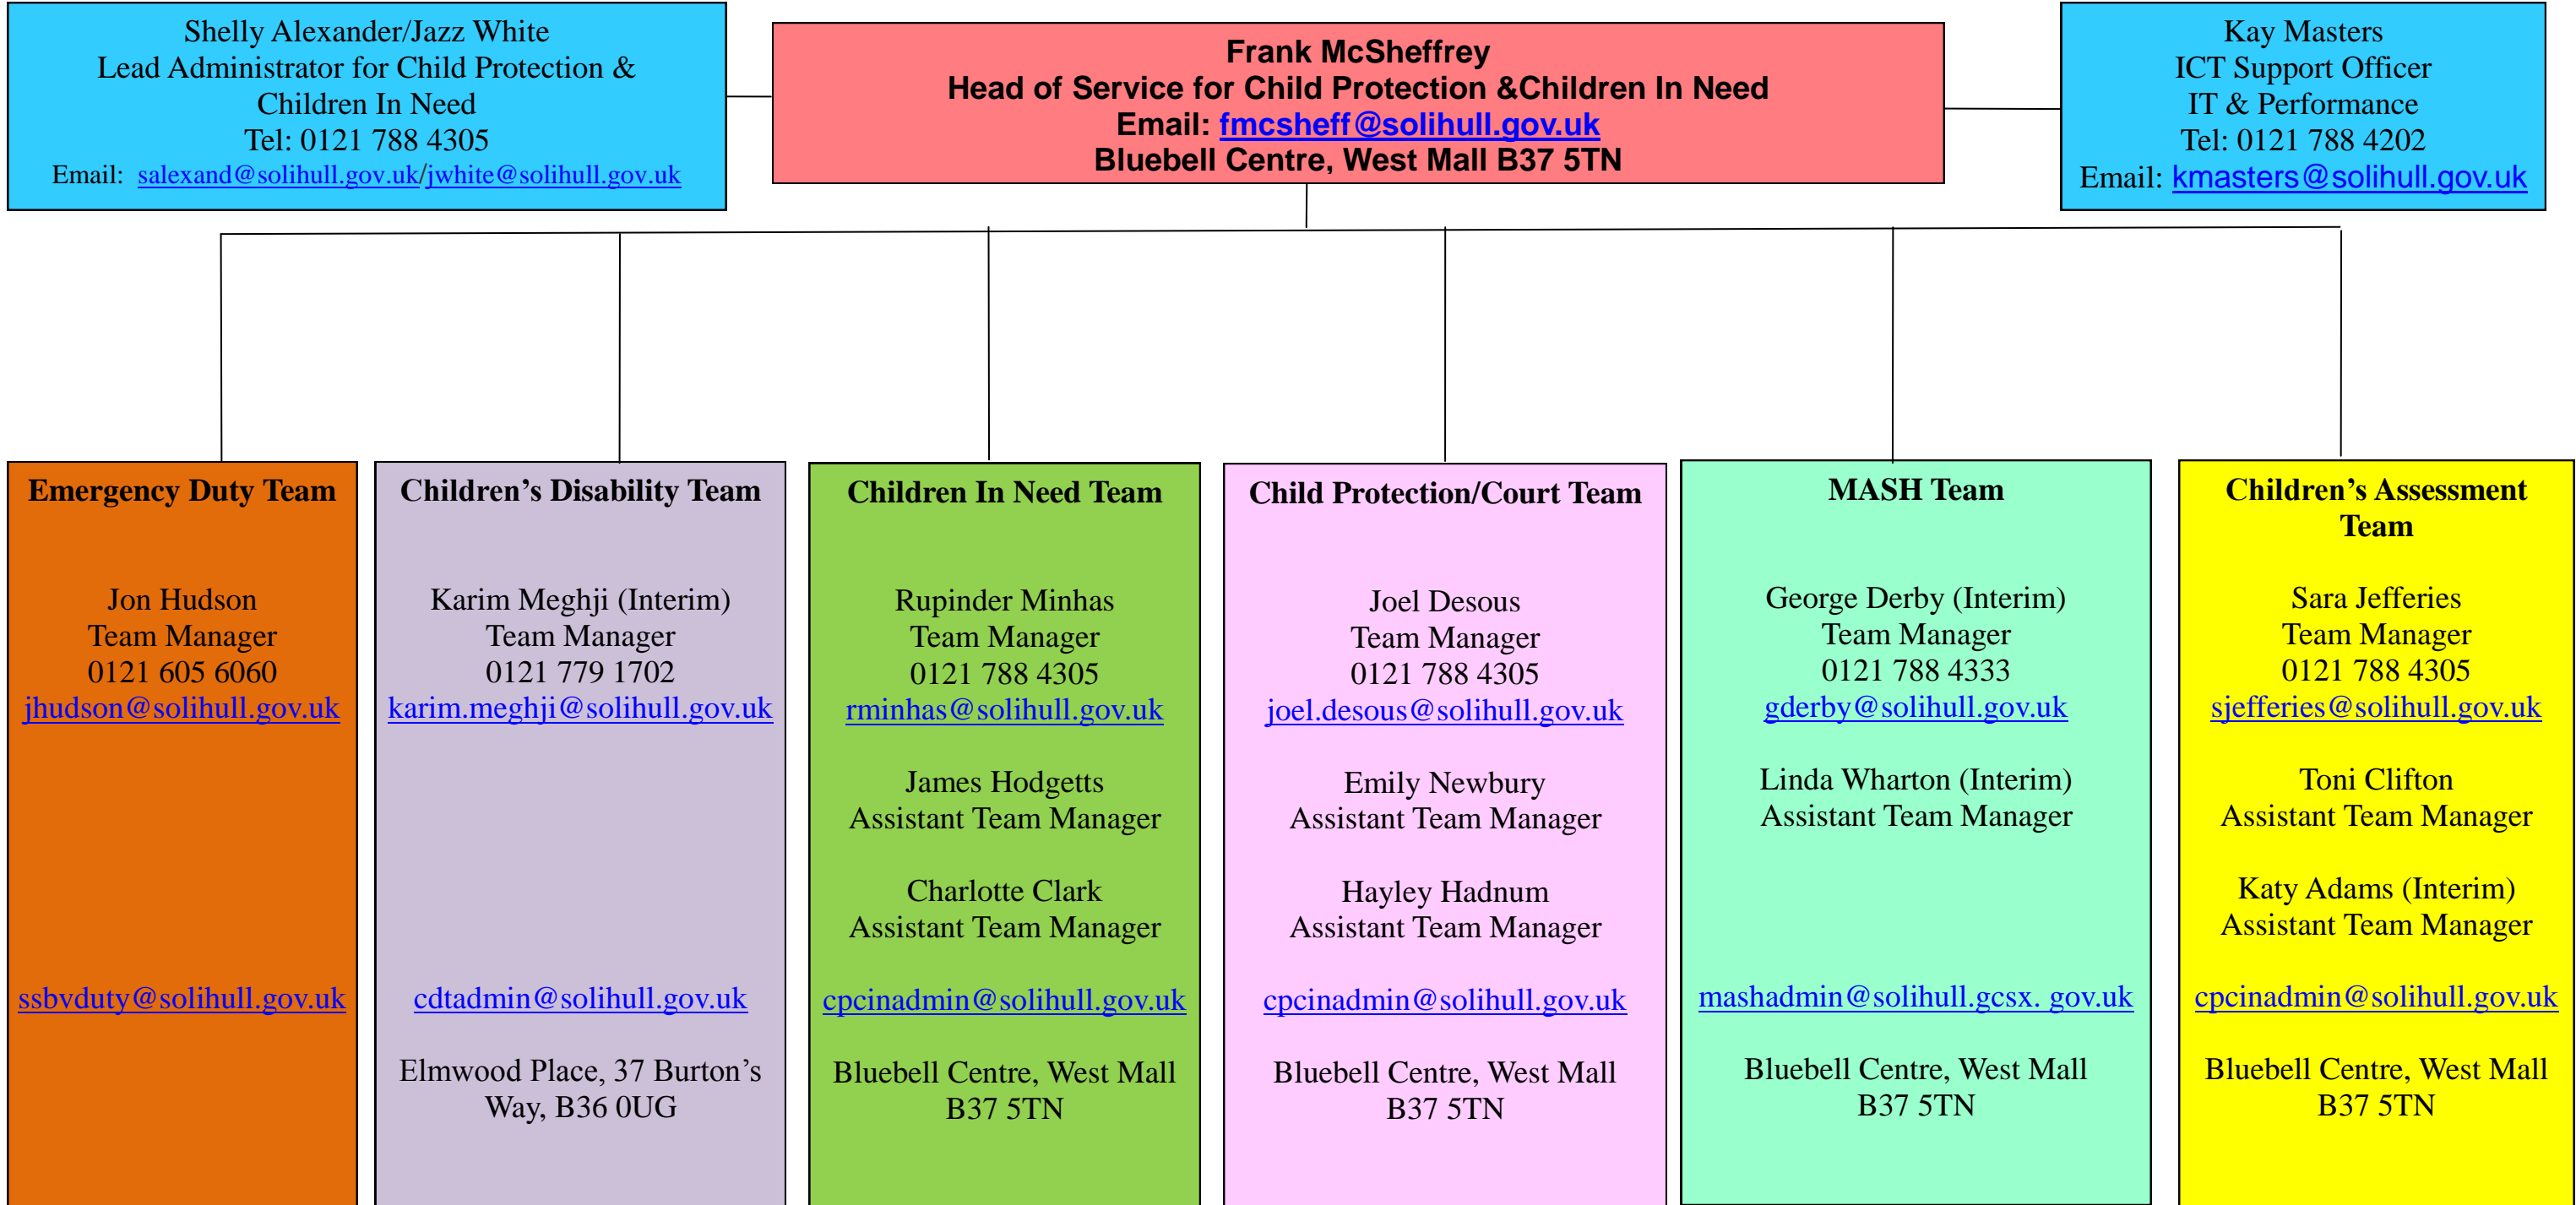 Shelly Alexander/Jazz White
Lead Administrator for Child Protection &
Children In Need
Tel: 0121 788 4305
Email: salexand@solihull.gov.uk/jwhite@solihull.gov.uk
Frank McSheffrey
Head of Service for Child Protection &Children In Need
Email: fmcsheff@solihull.gov.uk
Bluebell Centre, West Mall B37 5TN
Kay Masters
ICT Support Officer
IT & Performance
Tel: 0121 788 4202
Email: kmasters@solihull.gov.uk
Emergency Duty Team
Jon Hudson
Team Manager
0121 605 6060
jhudson@solihull.gov.uk
ssbvduty@solihull.gov.uk
Children’s Disability Team
Karim Meghji (Interim)
Team Manager
0121 779 1702
karim.meghji@solihull.gov.uk
cdtadmin@solihull.gov.uk
Elmwood Place, 37 Burton’s
Way, B36 0UG
Children In Need Team
Rupinder Minhas
Team Manager
0121 788 4305
rminhas@solihull.gov.uk
James Hodgetts
Assistant Team Manager
Charlotte Clark
Assistant Team Manager
cpcinadmin@solihull.gov.uk
Bluebell Centre, West Mall
B37 5TN
Child Protection/Court Team
Joel Desous
Team Manager
0121 788 4305
joel.desous@solihull.gov.uk
Emily Newbury
Assistant Team Manager
Hayley Hadnum
Assistant Team Manager
cpcinadmin@solihull.gov.uk
Bluebell Centre, West Mall
B37 5TN
MASH Team
George Derby (Interim)
Team Manager
0121 788 4333
gderby@solihull.gov.uk
Linda Wharton (Interim)
Assistant Team Manager
mashadmin@solihull.gcsx. gov.uk
Bluebell Centre, West Mall
B37 5TN
Children’s Assessment
Team
Sara Jefferies
Team Manager
0121 788 4305
sjefferies@solihull.gov.uk
Toni Clifton
Assistant Team Manager
Katy Adams (Interim)
Assistant Team Manager
cpcinadmin@solihull.gov.uk
Bluebell Centre, West Mall
B37 5TN